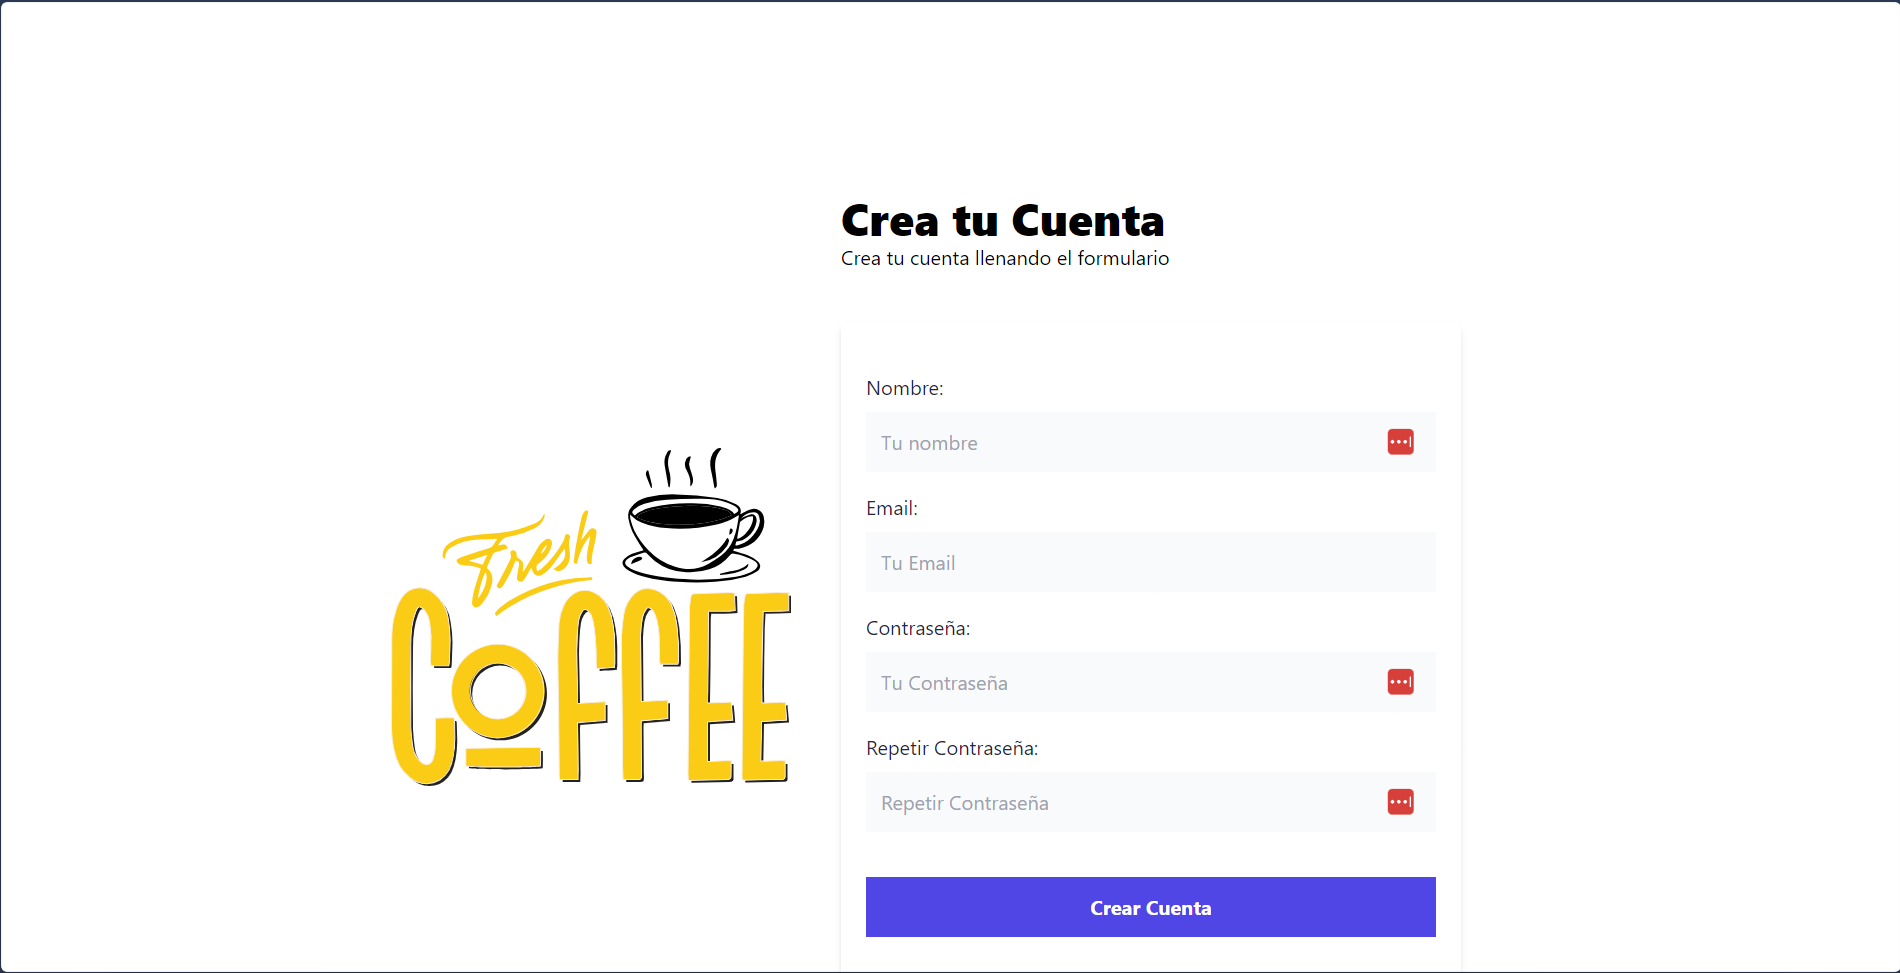 Crea tu Cuenta
Crea tu cuenta llenando el formulario
Fresh
COFFEE
Nombre:
Tu nombre
Email:
Tu Email
Contraseña:
Tu Contraseña
Repetir Contraseña:
Repetir Contraseña
Crear Cuenta